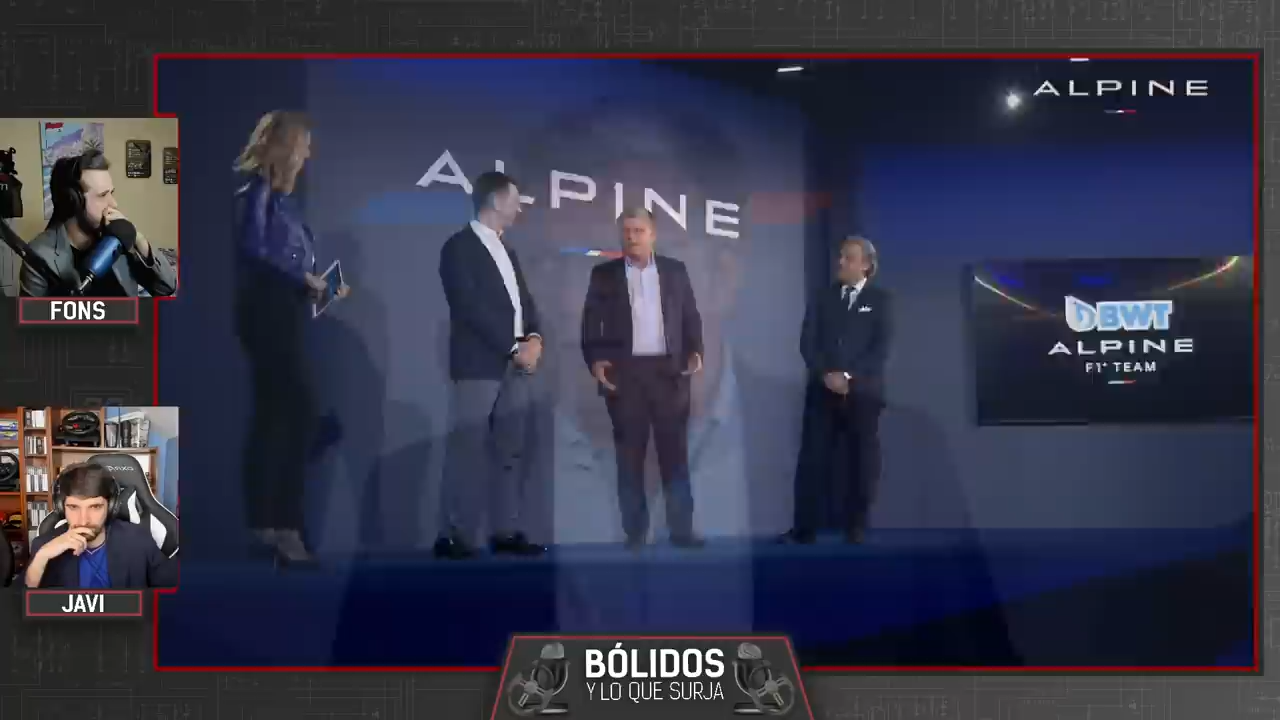 ALPINE
ALPINE
BWT
ALPINE
F1 TEAM
FONS
JAVI
BÓLIDOS
Y LO QUE SURJA